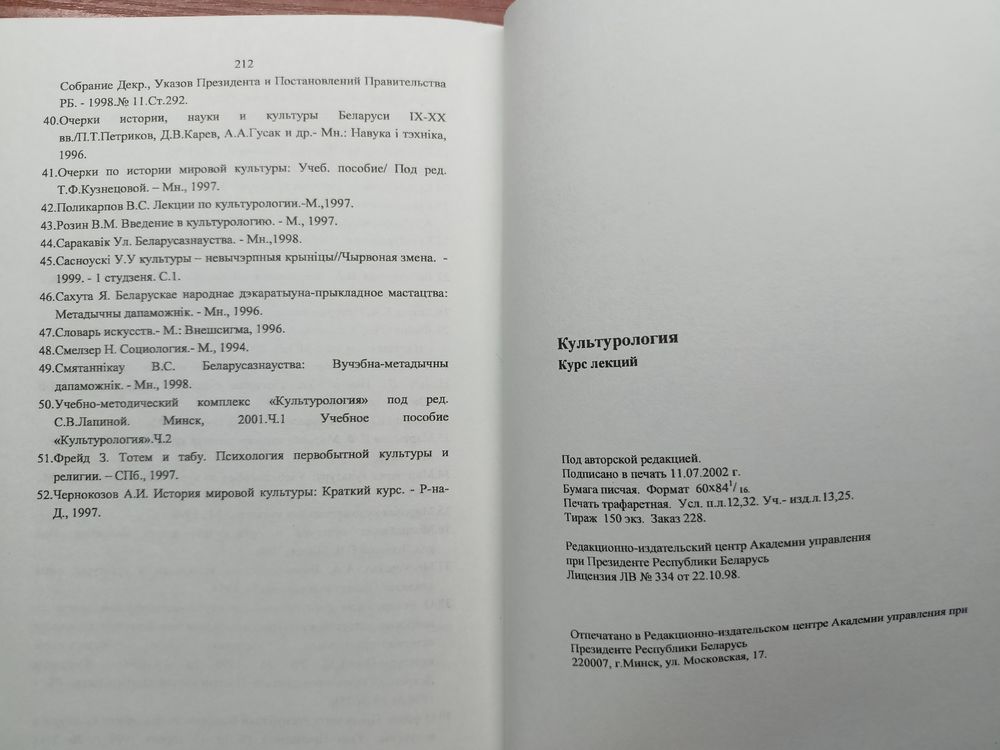 212
Собрание Декр., Указов Президента и Постановлений Правительства
РБ. - 1998.№ 11.Ст.292.
40.Очерки истории, науки и культуры Беларуси IX-XX
вв./П.Т.Петриков, Д.В.Карев, А.А.Гусак и др.- Мн.: Навука і тэхніка,
1996.
41.Очерки по истории мировой культуры: Учеб. пособие/ Под ред.
Т.Ф.Кузнецовой. – Мн., 1997.
42.Поликарпов В.С. Лекции по культурологии.-М.,1997.
43.Розин В.М. Введение в культурологию. - М., 1997.
44.Саракавік Ул. Беларусазнауства. - Мн.,1998.
45.Сасноускі У.У культуры – невычэрпныя крыніцы//Чырвоная змена. -
1999. - 1 студзеня. С.1.
46.Сахута Я. Беларускае народнае дэкаратыуна-прыкладное мастацтва:
Метадычны дапаможнік. - Мн., 1996.
47.Словарь искусств.- М.: Внешсигма, 1996.
48.Смелзер Н. Социология.- М., 1994.
49.Смятаннікау В.С. Беларусазнауства: Вучэбна-метадычны
дапаможнік. - Мн., 1998.
50.Учебно-методический комплекс «Культурология» под ред.
С.В.Лапиной. Минск, 2001.Ч.1 Учебное пособие
«Культурология».Ч.2
51.Фрейд З. Тотем и табу. Психология первобытной культуры и
религии. – СПб., 1997.
52.Чернокозов А.И. История мировой культуры: Краткий курс. - Р-на-
Д., 1997.
Культурология
Курс лекций
Под авторской редакцией.
Подписано в печать 11.07.2002 г.
Бумага писчая. Формат 60х84¹/16.
Печать трафаретная. Усл. п.л.12,32. Уч.- изд.л.13,25.
Тираж 150 экз. Заказ 228.
Редакционно-издательский центр Академии управления
при Президенте Республики Беларусь
Лицензия ЛВ № 334 от 22.10.98.
Отпечатано в Редакционно-издательском центре Академии управления при
Президенте Республики Беларусь
220007, г.Минск, ул. Московская, 17.